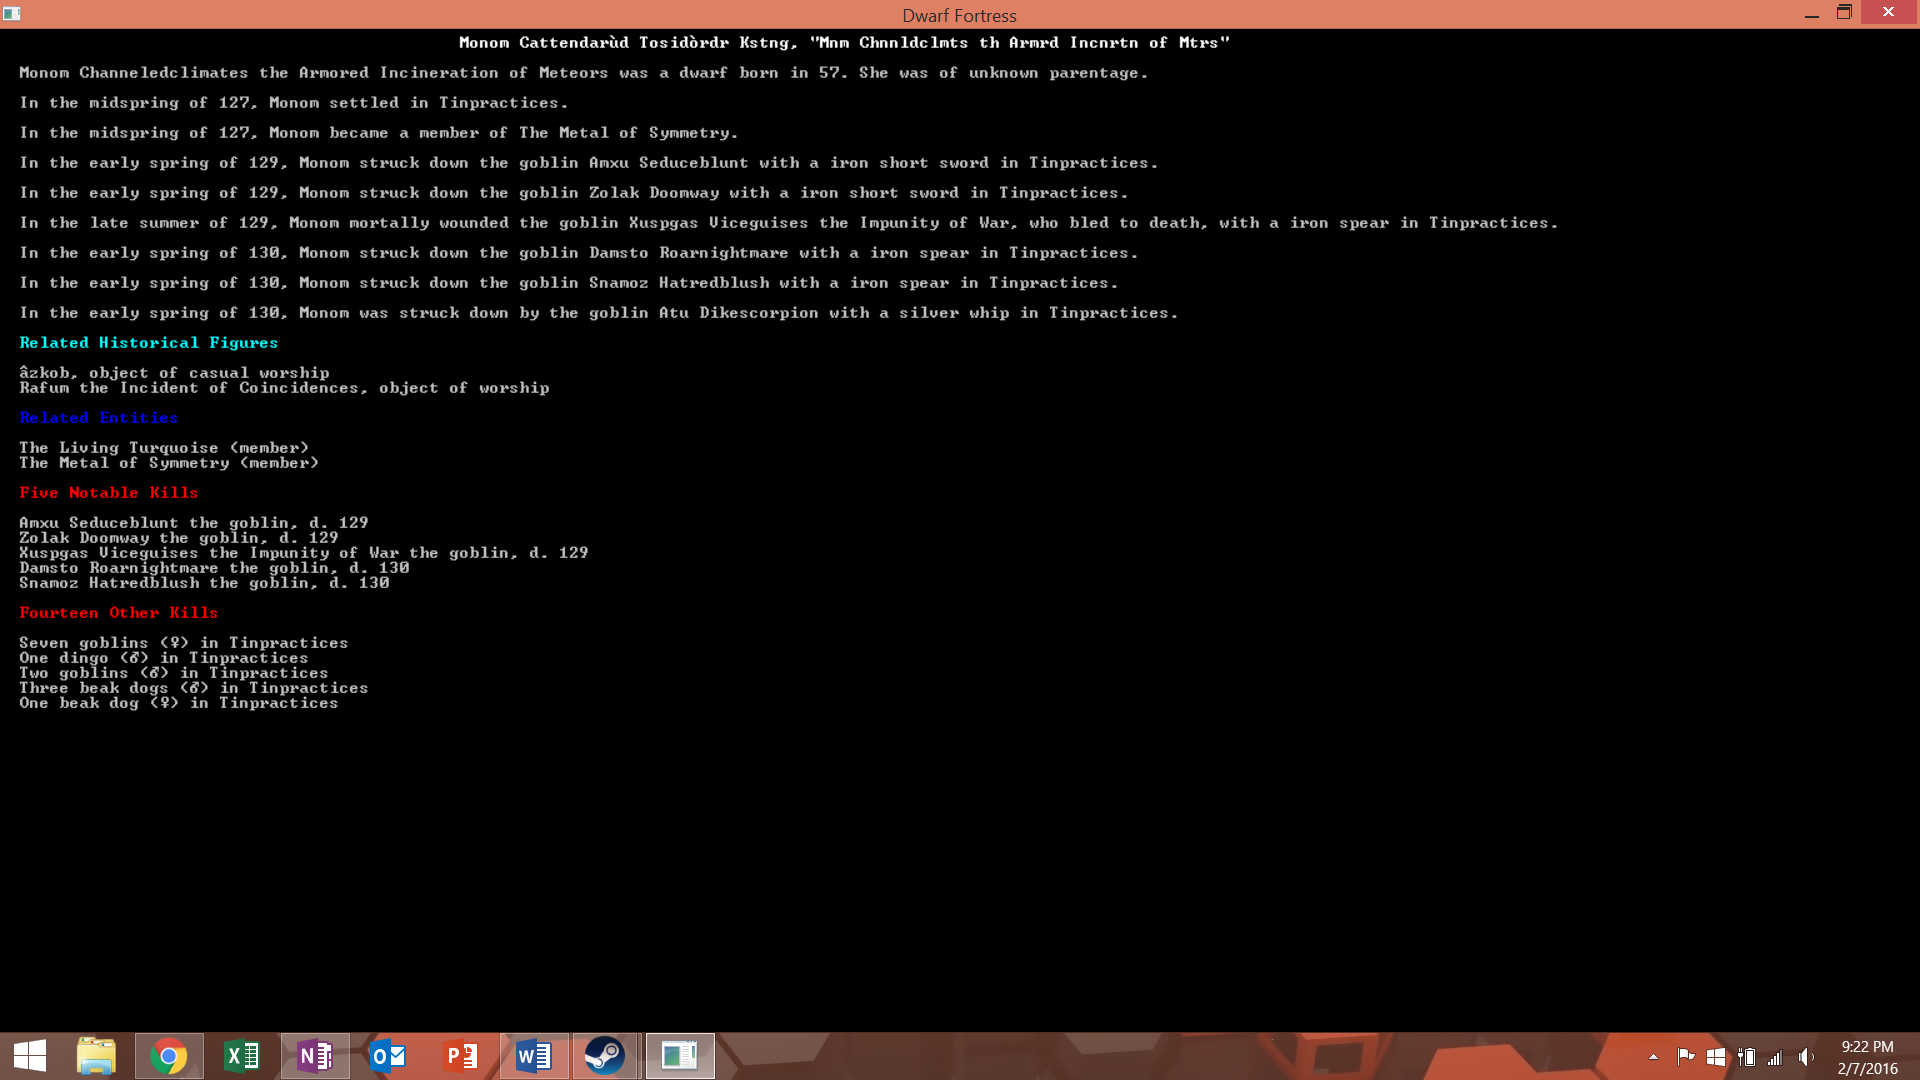 Dwarf Fortress
Monom Cattendarùd Tosidòrdr Kstng, "Mnm Chnnldclmts th Armrd Incnrtn of Mtrs"
Monom Channeledclimates the Armored Incineration of Meteors was a dwarf born in 57. She was of unknown parentage.
In the midspring of 127, Monom settled in Tinpractices.
In the midspring of 127, Monom became a member of The Metal of Symmetry.
In the early spring of 129, Monom struck down the goblin Amxu Seduceblunt with a iron short sword in Tinpractices.
In the early spring of 129, Monom struck down the goblin Zolak Doomway with a iron short sword in Tinpractices.
In the late summer of 129, Monom mortally wounded the goblin Xuspgas Viceguises the Impunity of War, who bled to death, with a iron spear in Tinpractices.
In the early spring of 130, Monom struck down the goblin Damsto Roarnightmare with a iron spear in Tinpractices.
In the early spring of 130, Monom struck down the goblin Snamoz Hatredblush with a iron spear in Tinpractices.
In the early spring of 130, Monom was struck down by the goblin Atu Dikescorpion with a silver whip in Tinpractices.
Related Historical Figures
âzkob, object of casual worship
Rafum the Incident of Coincidences, object of worship
Related Entities
The Living Turquoise (member)
The Metal of Symmetry (member)
Five Notable Kills
Amxu Seduceblunt the goblin, d. 129
Zolak Doomway the goblin, d. 129
Xuspgas Viceguises the Impunity of War the goblin, d. 129
Damsto Roarnightmare the goblin, d. 130
Snamoz Hatredblush the goblin, d. 130
Fourteen Other Kills
Seven goblins (♀) in Tinpractices
One dingo (♂) in Tinpractices
Two goblins (♂) in Tinpractices
Three beak dogs (♂) in Tinpractices
One beak dog (♀) in Tinpractices
9:22 PM
2/7/2016